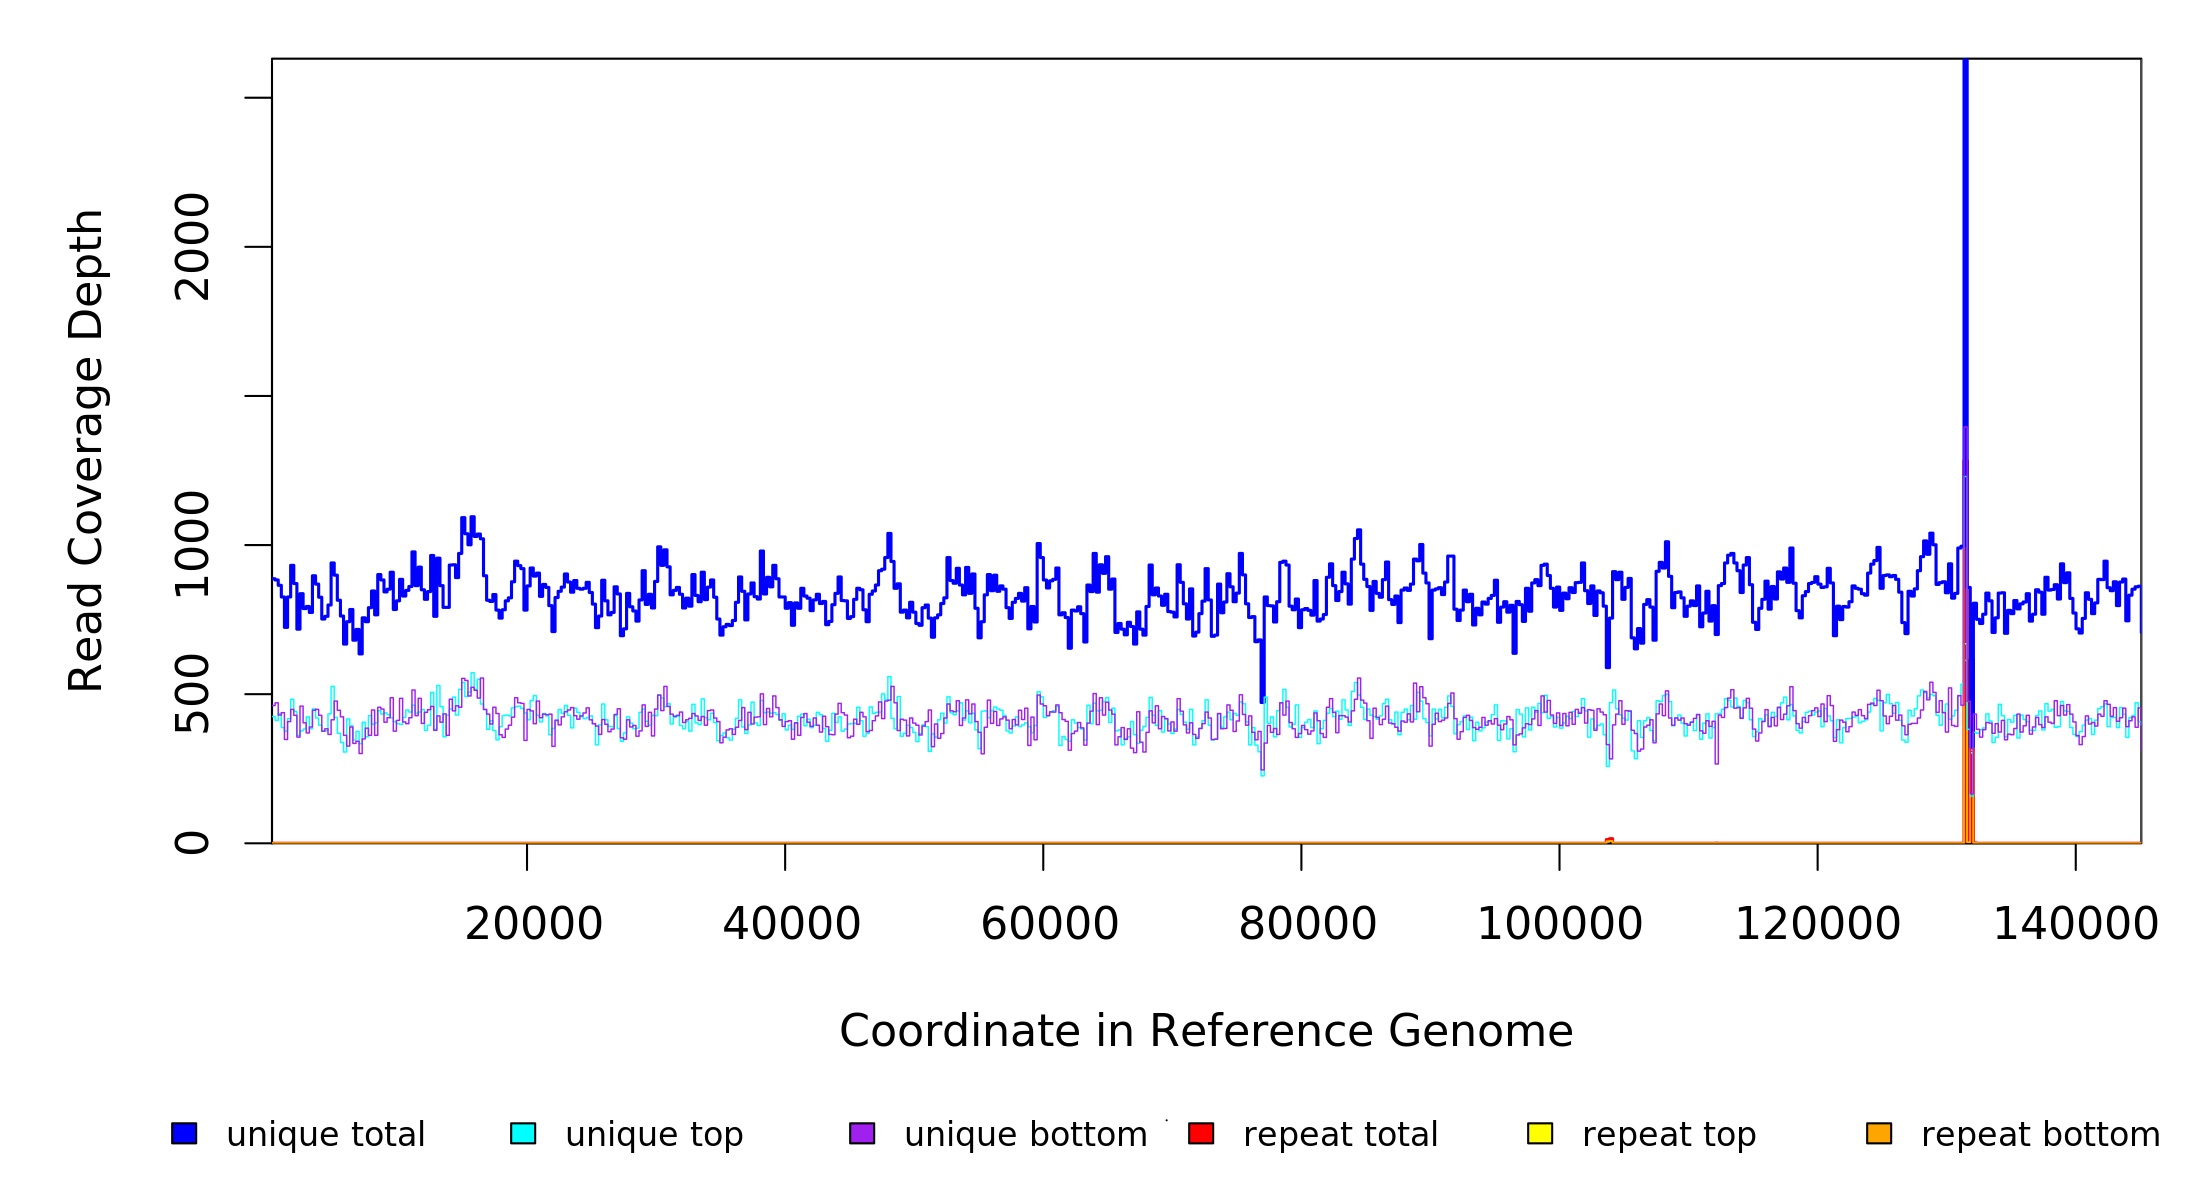 Read Coverage Depth
2000
1000
500
0
20000 40000 60000 80000 100000 120000 140000
Coordinate in Reference Genome
unique total unique top unique bottom repeat total repeat top repeat bottom